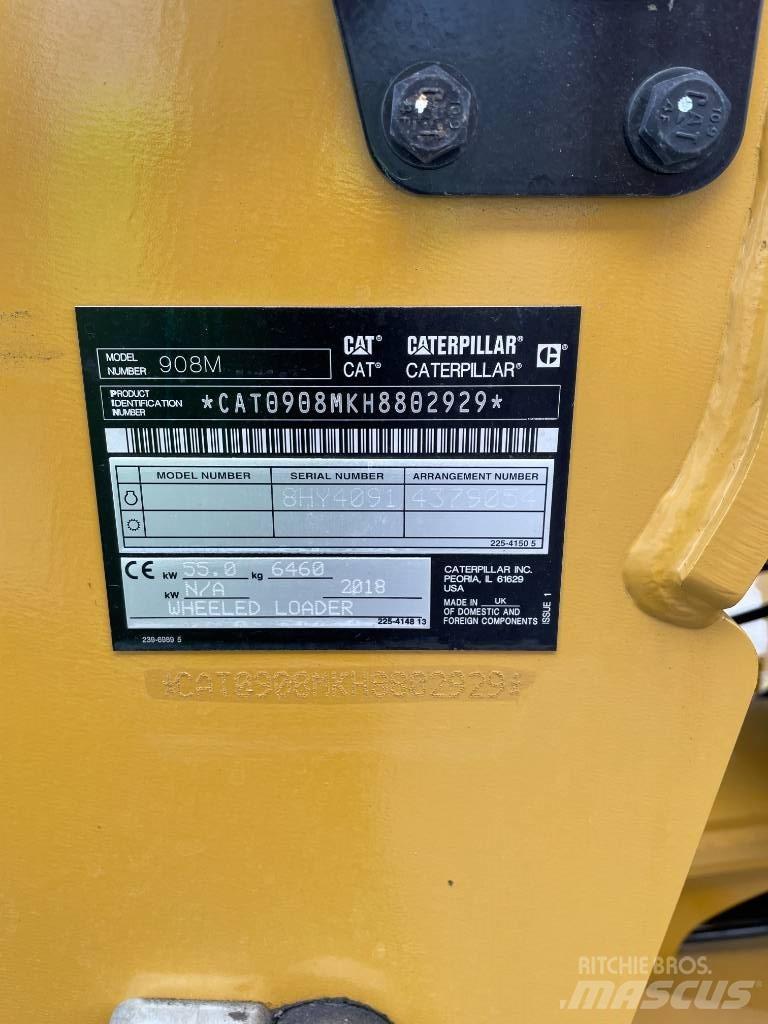 MODEL NUMBER 908M
CAT® CATERPILLAR®
CAT® CATERPILLAR®
PRODUCT IDENTIFICATION NUMBER *CAT0908MKH8802929*
MODEL NUMBER SERIAL NUMBER ARRANGEMENT NUMBER
8HY4091 4379054
225-4150 5
CE kW 55.0 kg 6460
kW N/A 2018
WHEELED LOADER
225-4148 13
CATERPILLAR INC.
PEORIA, IL 61629
USA
MADE IN UK
OF DOMESTIC AND
FOREIGN COMPONENTS
ISSUE 1
239-6969 5
*CAT0908MKH8802929*
RITCHIE BROS.
MASCUS